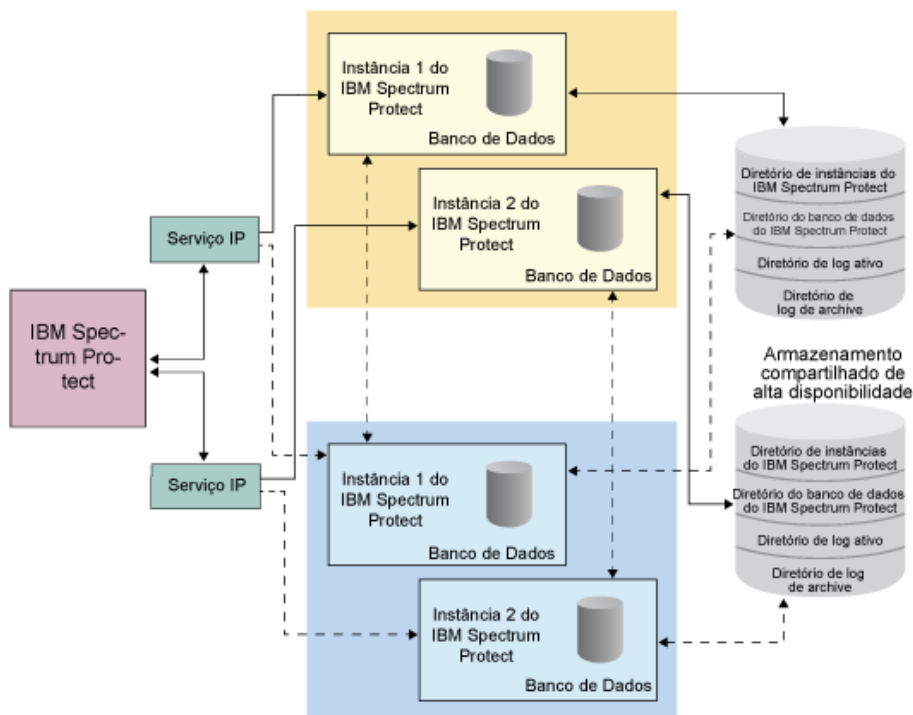 Instância 1 do
IBM Spectrum
Protect
Banco de Dados
Instância 2 do
IBM Spectrum
Protect
Banco de Dados
Serviço IP
IBM Spec-
trum Pro-
tect
Serviço IP
Instância 1 do
IBM Spectrum
Protect
Banco de Dados
Instância 2 do
IBM Spectrum
Protect
Banco de Dados
Diretório de instâncias do
IBM Spectrum Protect
Diretório do banco de dados
do IBM Spectrum Protect
Diretório de log ativo
Diretório de
log de archive
Armazenamento
compartilhado de
alta disponibilidade
Diretório de instâncias
do IBM Spectrum Protect
Diretório do banco de dados
do IBM Spectrum Protect
Diretório de log ativo
Diretório de log
de archive